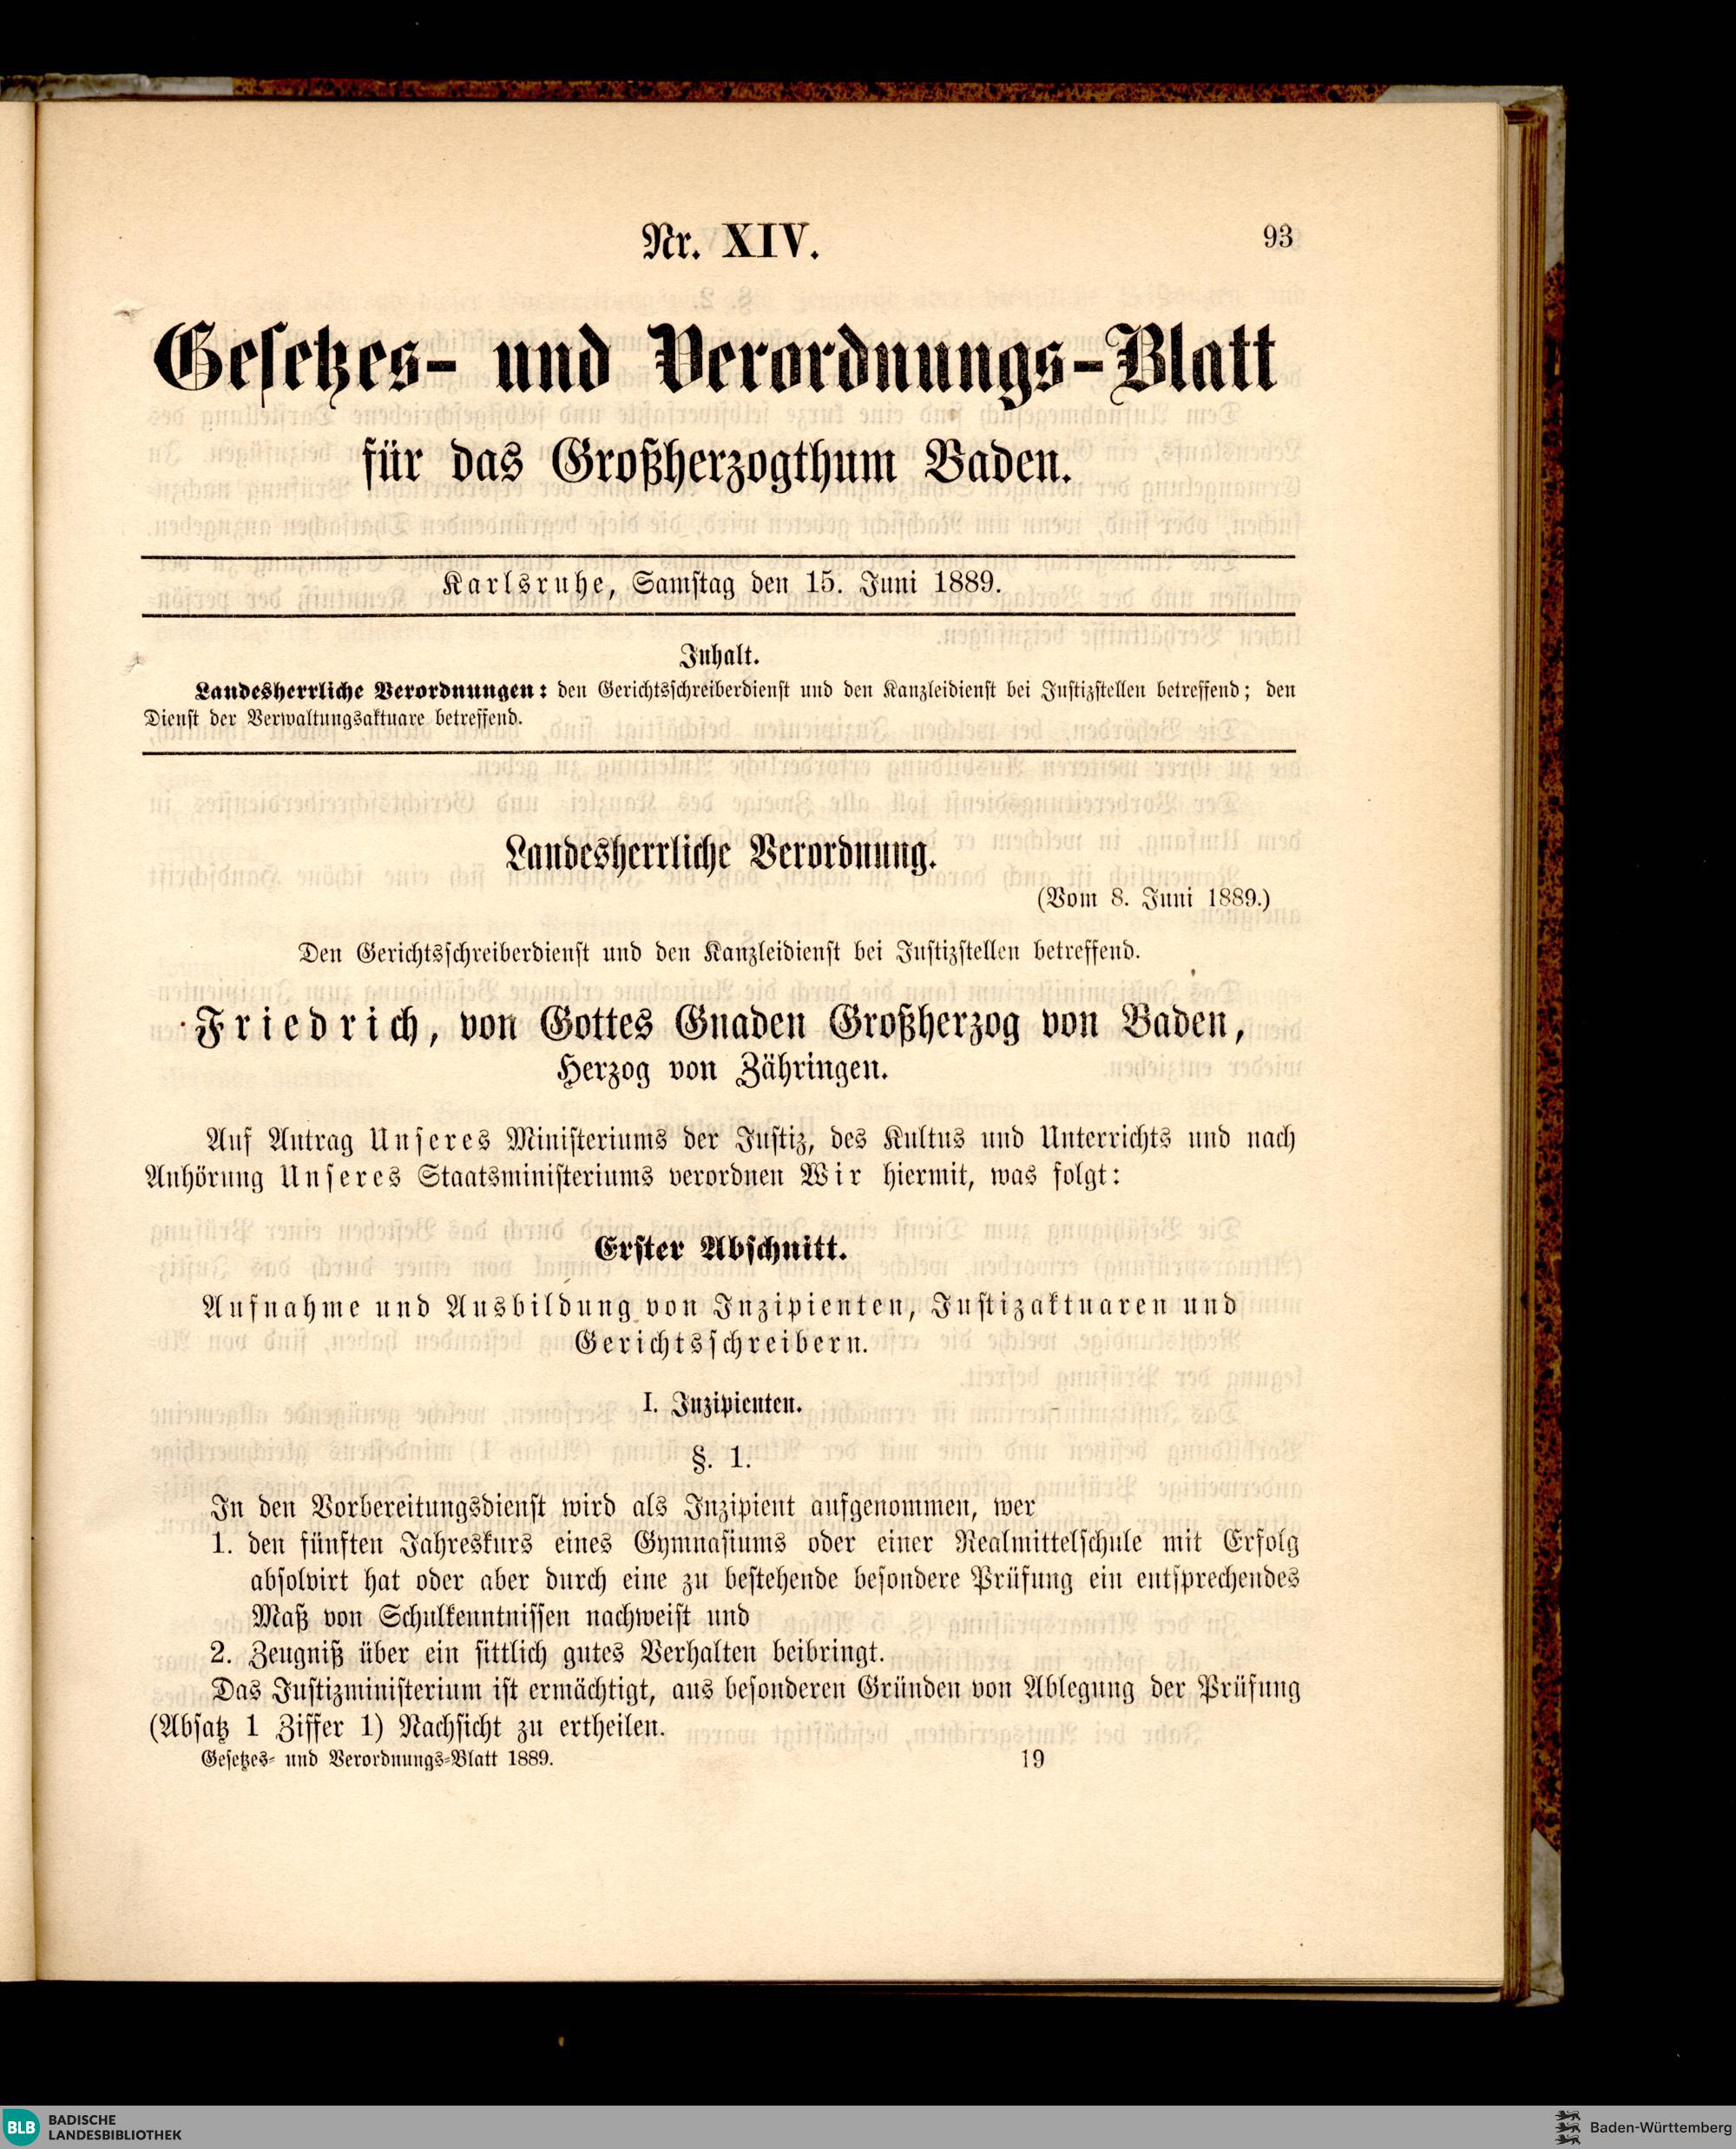 Nr. XIV.
93
Gesetzes- und Verordnungs-Blatt
für das Großherzogthum Baden.
Karlsruhe, Samstag den 15. Juni 1889.
Inhalt.
Landesherrliche Verordnungen: den Gerichtsschreiberdienst und den Kanzleidienst bei Justizstellen betreffend; den
Dienst der Verwaltungsaktuare betreffend.
Landesherrliche Verordnung.
(Vom 8. Juni 1889.)
Den Gerichtsschreiberdienst und den Kanzleidienst bei Justizstellen betreffend.
Friedrich, von Gottes Gnaden Großherzog von Baden,
Herzog von Zähringen.
Auf Antrag Unseres Ministeriums der Justiz, des Kultus und Unterrichts und nach
Anhörung Unseres Staatsministeriums verordnen Wir hiermit, was folgt:
Erster Abschnitt.
Aufnahme und Ausbildung von Inzipienten, Justizaktuaren und
Gerichtsschreibern.
I. Inzipienten.
§. 1.
In den Vorbereitungsdienst wird als Inzipient aufgenommen, wer
1. den fünften Jahreskurs eines Gymnasiums oder einer Realmittelschule mit Erfolg
absolvirt hat oder aber durch eine zu bestehende besondere Prüfung ein entsprechendes
Maß von Schulkenntnissen nachweist und
2. Zeugniß über ein sittlich gutes Verhalten beibringt.
Das Justizministerium ist ermächtigt, aus besonderen Gründen von Ablegung der Prüfung
(Absatz 1 Ziffer 1) Nachsicht zu ertheilen.
Gesetzes- und Verordnungs-Blatt 1889.
19
BLB
BADISCHE
LANDESBIBLIOTHEK
Baden-Württemberg